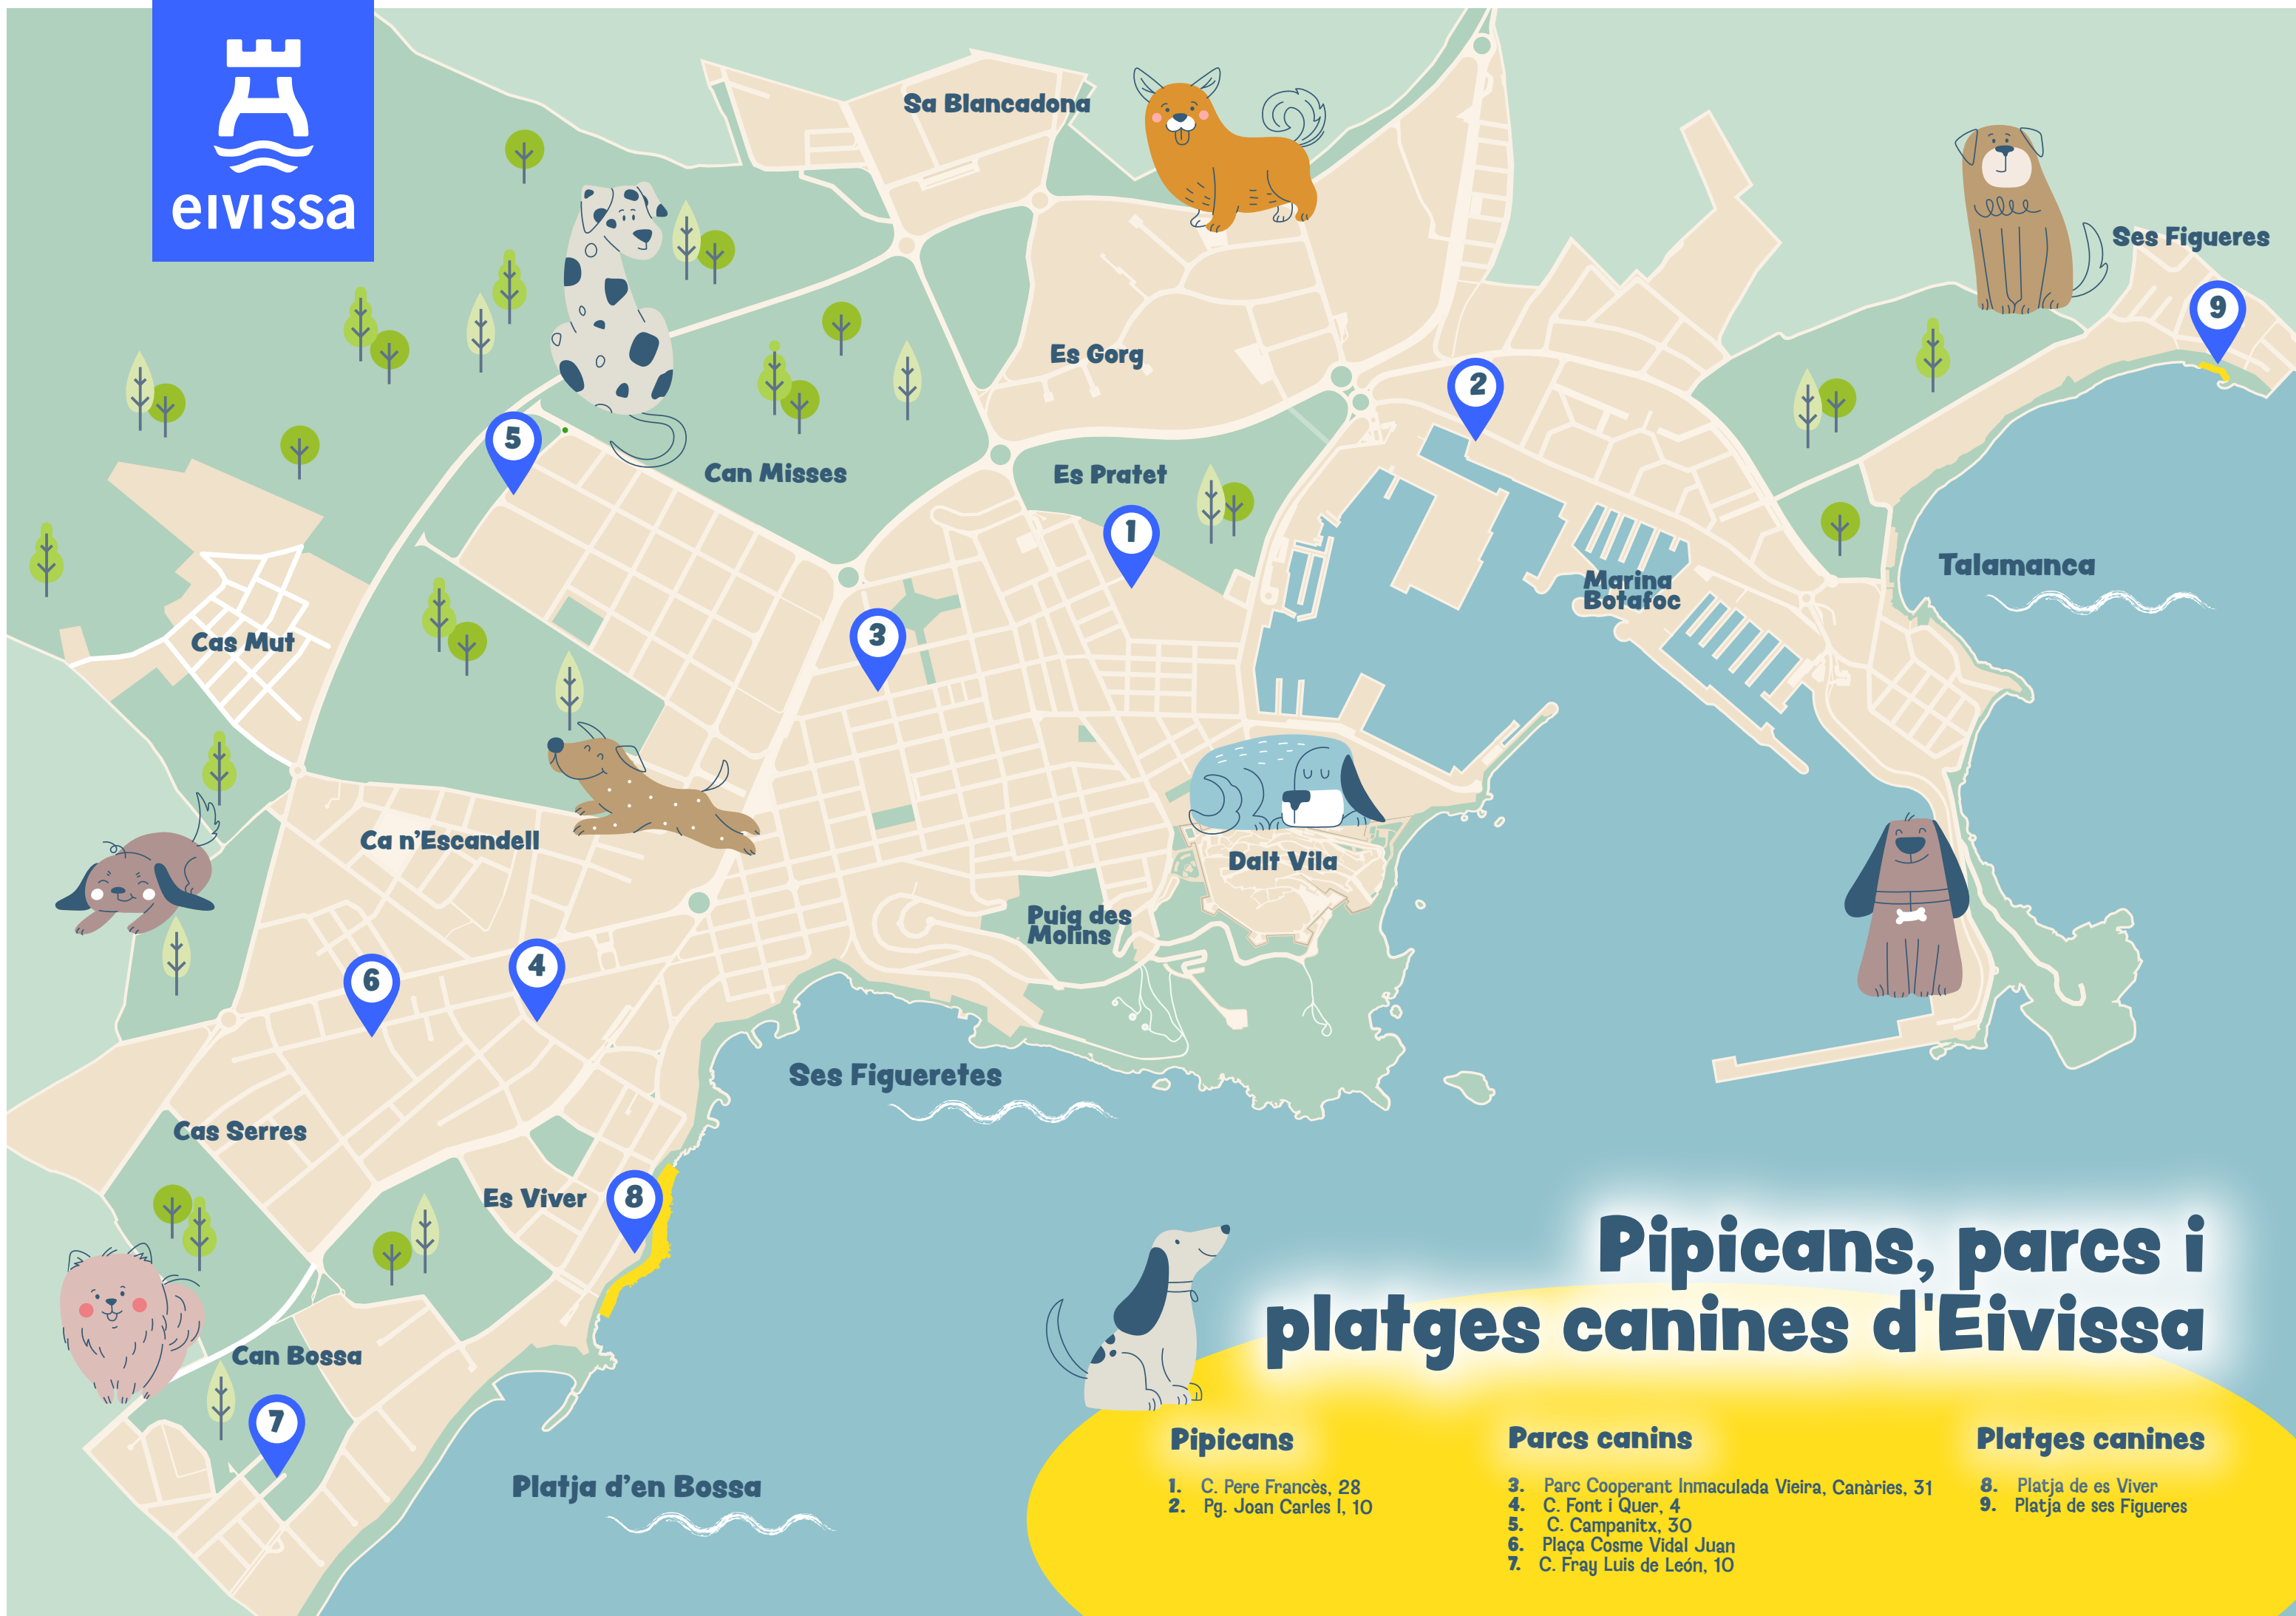 eivissa
Sa Blancadona
Ses Figueres
9
Es Gorg
2
5
Can Misses
Es Pratet
1
Talamanca
Marina
Botafoc
3
Cas Mut
Ca n'Escandell
Dalt Vila
Puig des
Molins
4
6
Ses Figueretes
Cas Serres
Es Viver
8
Can Bossa
7
Platja d'en Bossa
Pipicans, parcs i
platges canines d'Eivissa
Pipicans
1. C. Pere Francès, 28
2. Pg. Joan Carles I, 10
Parcs canins
3. Parc Cooperant Inmaculada Vieira, Canàries, 31
4. C. Font i Quer, 4
5. C. Campanitx, 30
6. Plaça Cosme Vidal Juan
7. C. Fray Luis de León, 10
Platges canines
8. Platja de es Viver
9. Platja de ses Figueres